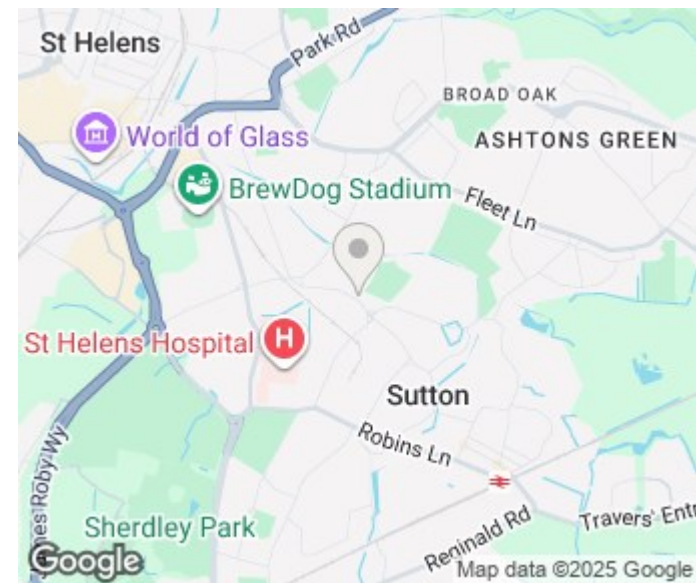 St Helens
Park Rd
BROAD OAK
World of Glass
ASHTONS GREEN
BrewDog Stadium
Fleet Ln
St Helens Hospital
H
Sutton
Robins Ln
James Roby Wy
Sherdley Park
Reginald Rd
Travers' Entr
Google
Map data ©2025 Google